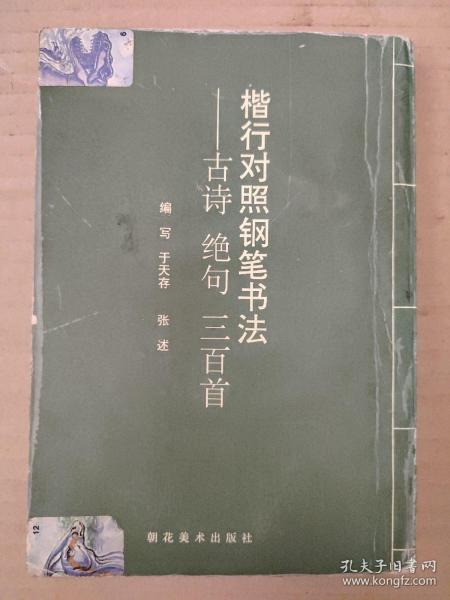 楷行对照钢笔书法
——古诗 绝句 三百首
编 写 于天存 张 述
朝花美术出版社
6
12
孔夫子旧书网
www.kongfz.com